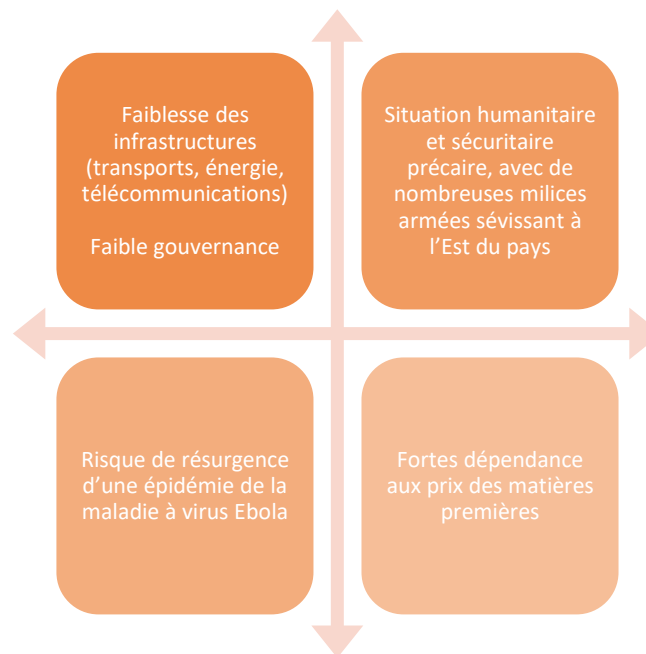 Faiblesse des
infrastructures
(transports, énergie,
télécommunications)
Faible gouvernance
Situation humanitaire
et sécuritaire
précaire, avec de
nombreuses milices
armées sévissant à
l’Est du pays
Risque de résurgence
d’une épidémie de la
maladie à virus Ebola
Fortes dépendance
aux prix des matières
premières